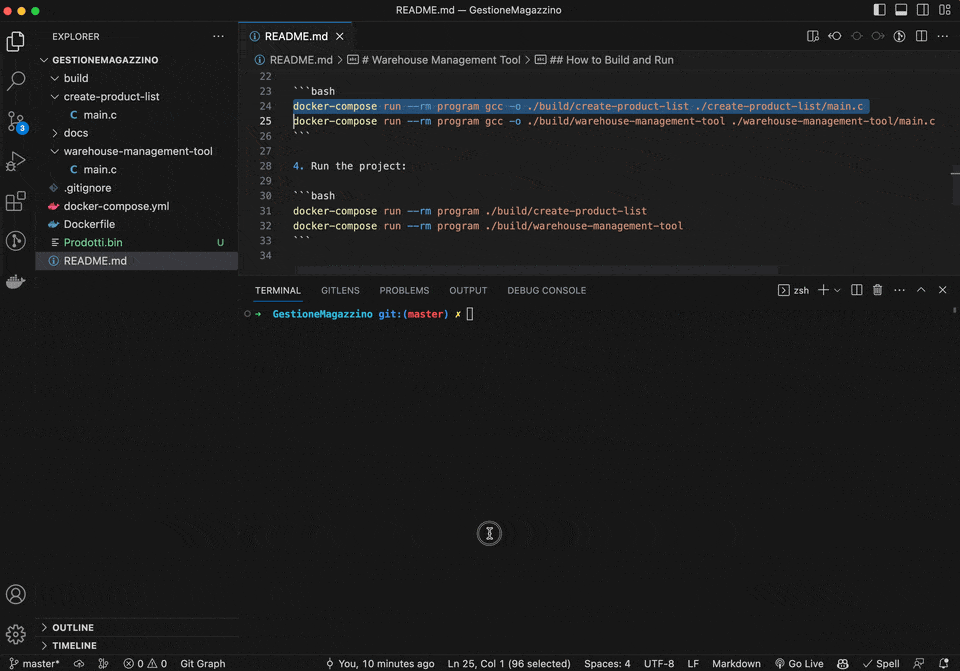 README.md — GestioneMagazzino
EXPLORER
GESTIONEMAGAZZINO
build
create-product-list
C main.c
docs
warehouse-management-tool
C main.c
.gitignore
docker-compose.yml
Dockerfile
Prodotti.bin U
README.md
3
OUTLINE
TIMELINE
README.md
README.md > # Warehouse Management Tool > ## How to Build and Run
22
23 ```bash
24 docker-compose run --rm program gcc -o ./build/create-product-list ./create-product-list/main.c
25 docker-compose run --rm program gcc -o ./build/warehouse-management-tool ./warehouse-management-tool/main.c
26 ```
27
28 4. Run the project:
29
30 ```bash
31 docker-compose run --rm program ./build/create-product-list
32 docker-compose run --rm program ./build/warehouse-management-tool
33 ```
34
TERMINAL GITLENS PROBLEMS OUTPUT DEBUG CONSOLE zsh
→ GestioneMagazzino git:(master) ✗
master* 0 0 Git Graph You, 10 minutes ago Ln 25, Col 1 (96 selected) Spaces: 4 UTF-8 LF Markdown Go Live Spell